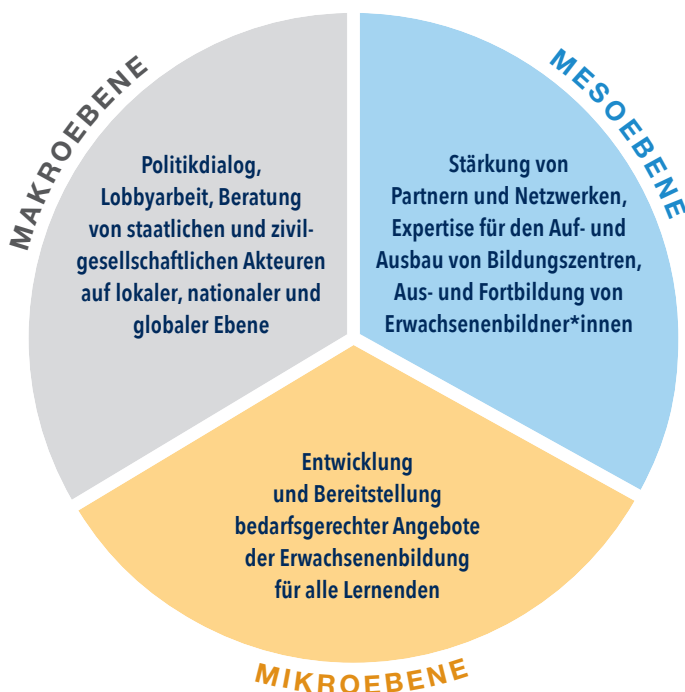 MAKROEBENE
Politikdialog,
Lobbyarbeit, Beratung
von staatlichen und zivil-
gesellschaftlichen Akteuren
auf lokaler, nationaler und
globaler Ebene
MESOEBENE
Stärkung von
Partnern und Netzwerken,
Expertise für den Auf- und
Ausbau von Bildungszentren,
Aus- und Fortbildung von
Erwachsenenbildner*innen
Entwicklung
und Bereitstellung
bedarfsgerechter Angebote
der Erwachsenenbildung
für alle Lernenden
MIKROEBENE